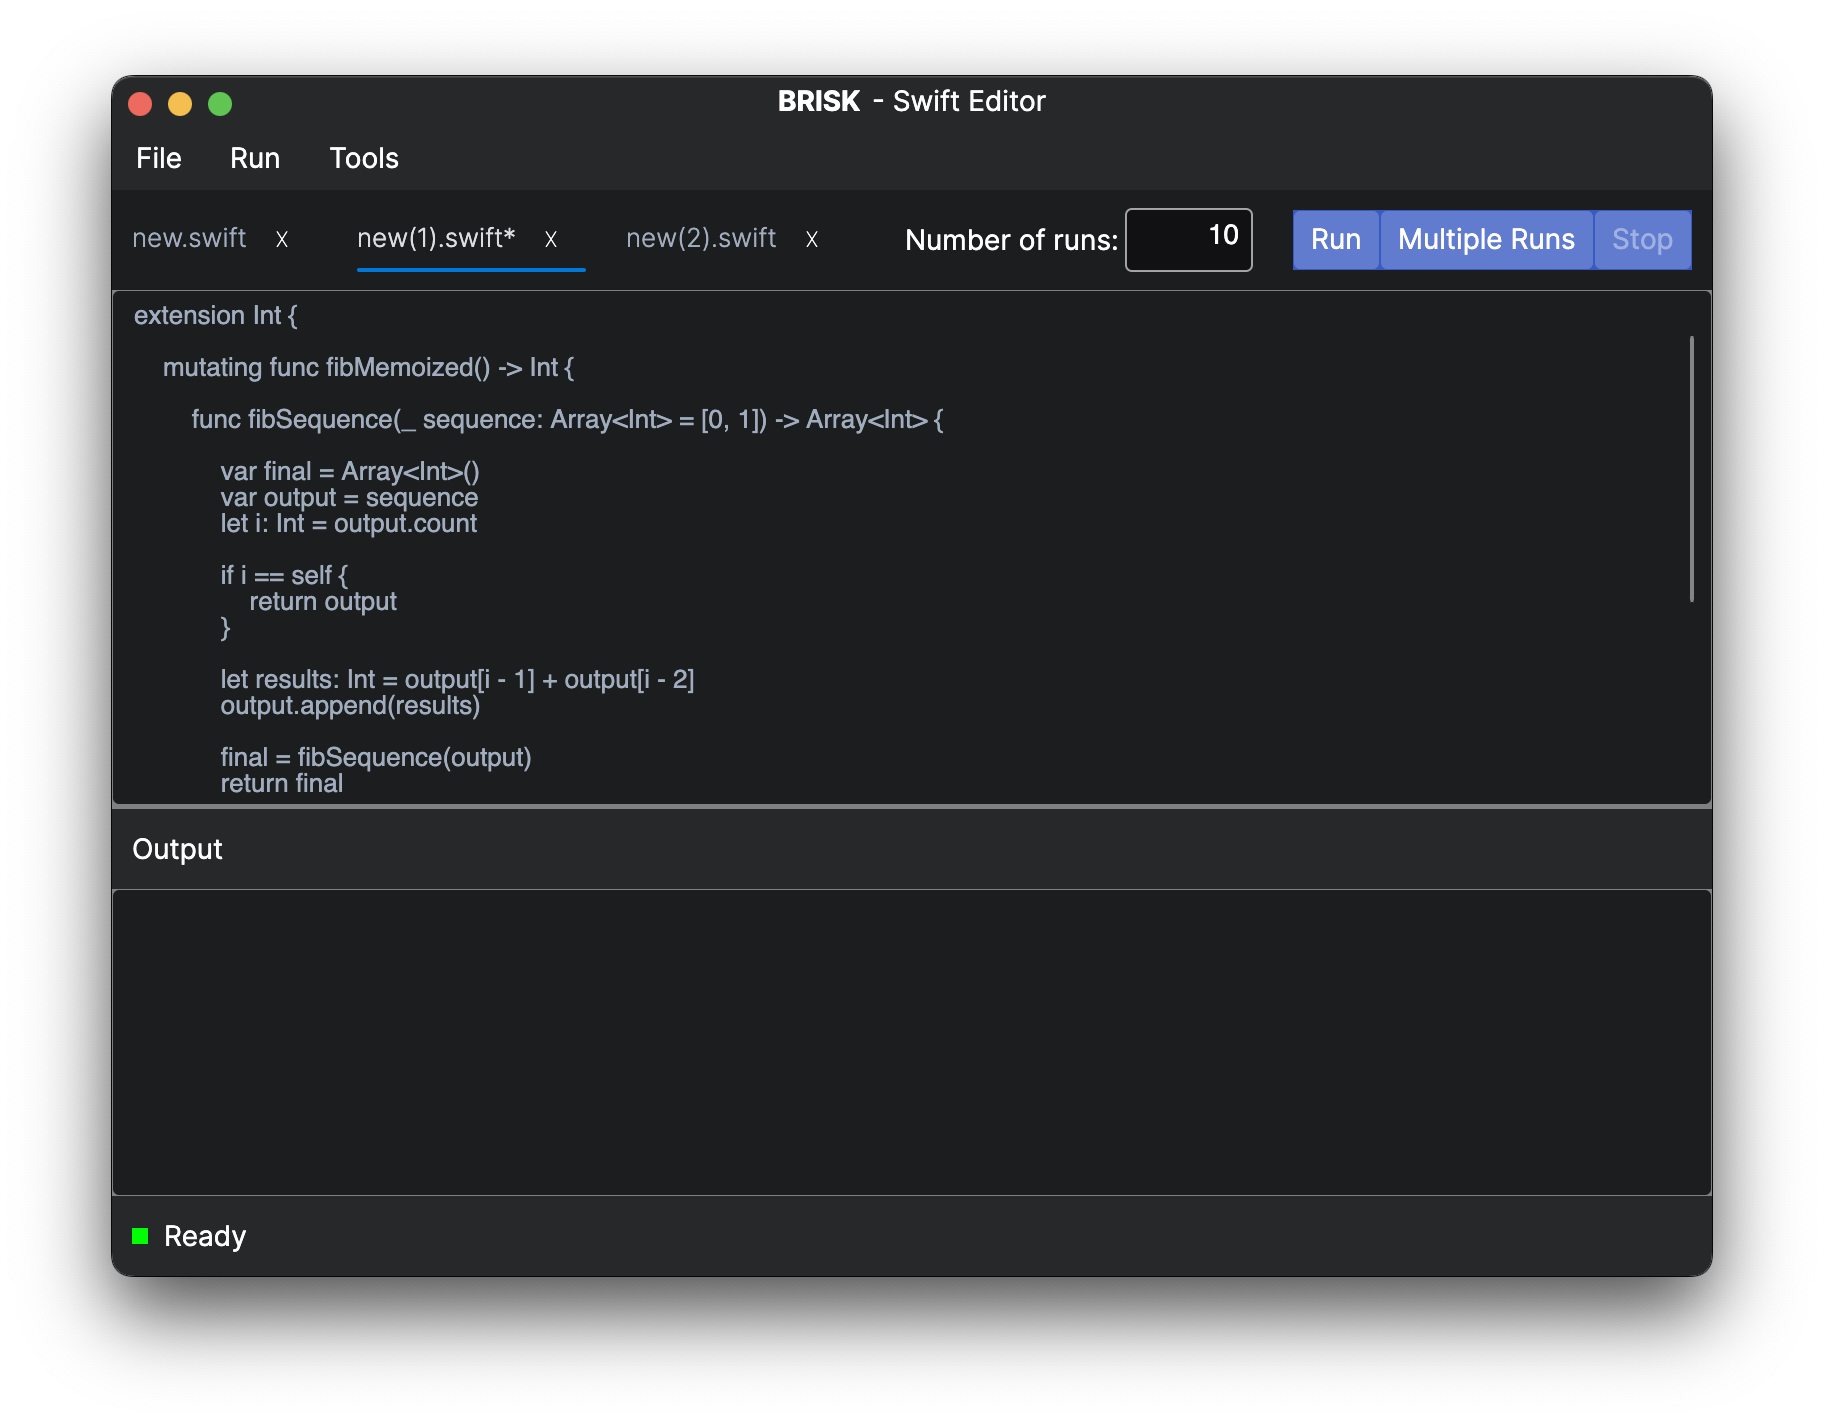 BRISK - Swift Editor
File Run Tools
new.swift X new(1).swift* X new(2).swift X Number of runs: 10 Run Multiple Runs Stop
extension Int {
mutating func fibMemoized() -> Int {
func fibSequence(_ sequence: Array<Int> = [0, 1]) -> Array<Int> {
var final = Array<Int>()
var output = sequence
let i: Int = output.count
if i == self {
return output
}
let results: Int = output[i - 1] + output[i - 2]
output.append(results)
final = fibSequence(output)
return final
Output
Ready